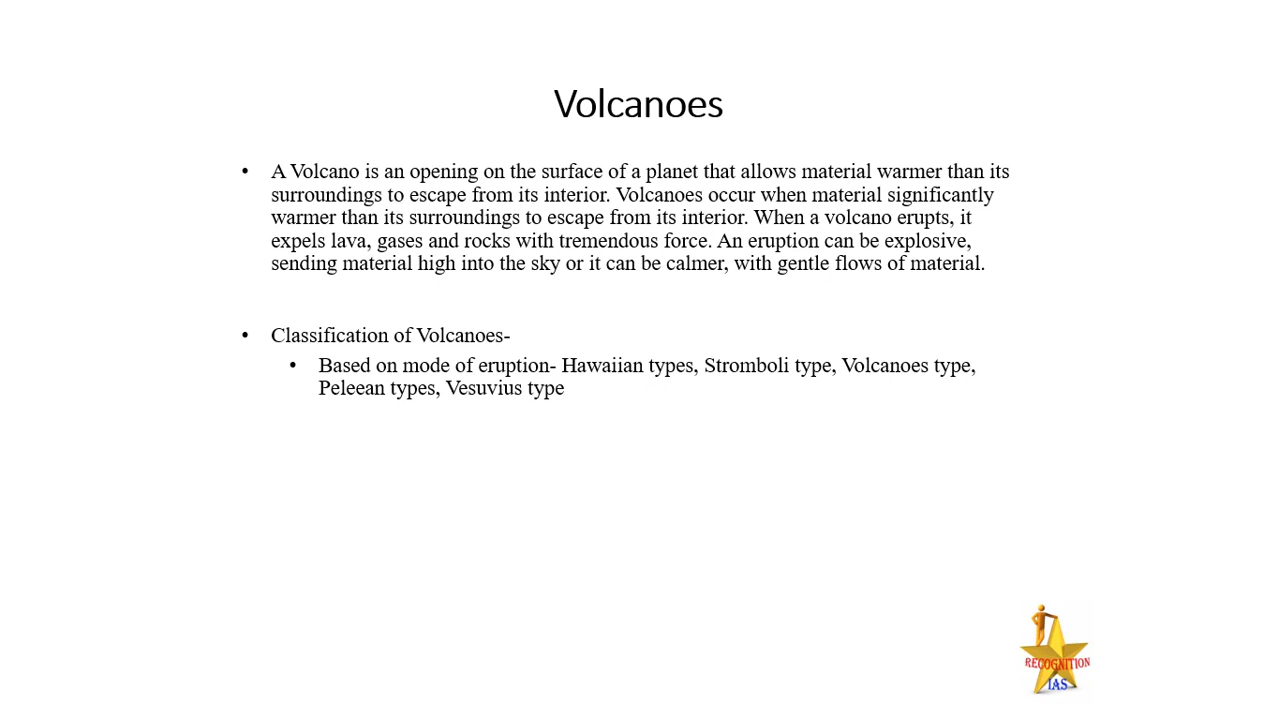 Volcanoes
• A Volcano is an opening on the surface of a planet that allows material warmer than its
surroundings to escape from its interior. Volcanoes occur when material significantly
warmer than its surroundings to escape from its interior. When a volcano erupts, it
expels lava, gases and rocks with tremendous force. An eruption can be explosive,
sending material high into the sky or it can be calmer, with gentle flows of material.
• Classification of Volcanoes-
• Based on mode of eruption- Hawaiian types, Stromboli type, Volcanoes type,
Peleean types, Vesuvius type
RECOGNITION
IAS